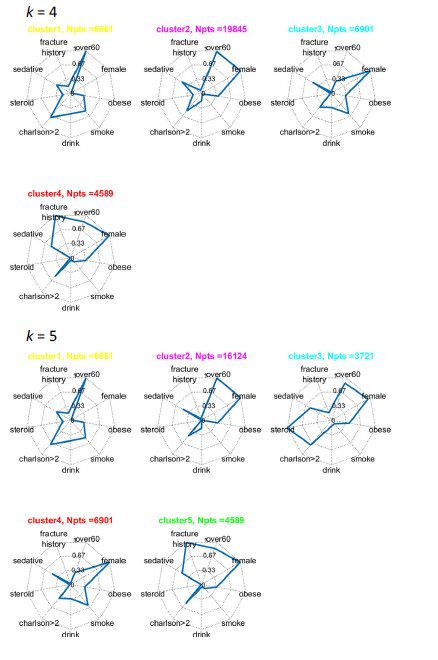 k = 4
cluster1, Npts
fracture
history
over60
female
obese
smoke
drink
charlson>2
steroid
sedative
0.67
0.33
0
cluster2, Npts =19845
fracture
history
over60
female
obese
smoke
drink
charlson>2
steroid
sedative
0.67
0.33
0
cluster3, Npts =6901
fracture
history
over60
female
obese
smoke
drink
charlson>2
steroid
sedative
0.67
0.33
0
cluster4, Npts =4589
fracture
history
over60
female
obese
smoke
drink
charlson>2
steroid
sedative
0.67
0.33
0
k = 5
cluster1, Npts
fracture
history
over60
female
obese
smoke
drink
charlson>2
steroid
sedative
0.67
0.33
0
cluster2, Npts =16124
fracture
history
over60
female
obese
smoke
drink
charlson>2
steroid
sedative
0.67
0.33
0
cluster3, Npts =3721
fracture
history
over60
female
obese
smoke
drink
charlson>2
steroid
sedative
0.67
0.33
0
cluster4, Npts =6901
fracture
history
over60
female
obese
smoke
drink
charlson>2
steroid
sedative
0.67
0.33
0
cluster5, Npts =4589
fracture
history
over60
female
obese
smoke
drink
charlson>2
steroid
sedative
0.67
0.33
0